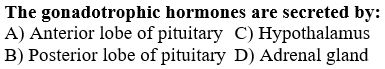 The gonadotrophic hormones are secreted by:
A) Anterior lobe of pituitary C) Hypothalamus
B) Posterior lobe of pituitary D) Adrenal gland